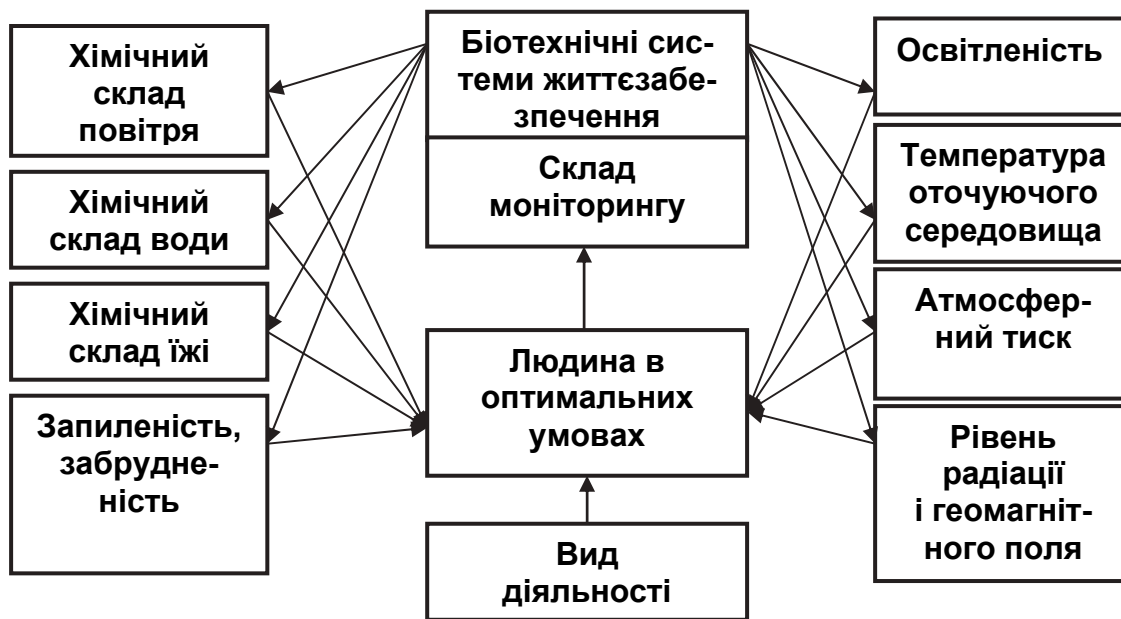 Хімічний
склад
повітря
Хімічний
склад води
Хімічний
склад їжі
Запиленість,
забрудне-
ність
Біотехнічні сис-
теми життєзабе-
зпечення
Склад
моніторингу
Людина в
оптимальних
умовах
Вид
діяльності
Освітленість
Температура
оточуючого
середовища
Атмосфер-
ний тиск
Рівень
радіації
і геомагніт-
ного поля